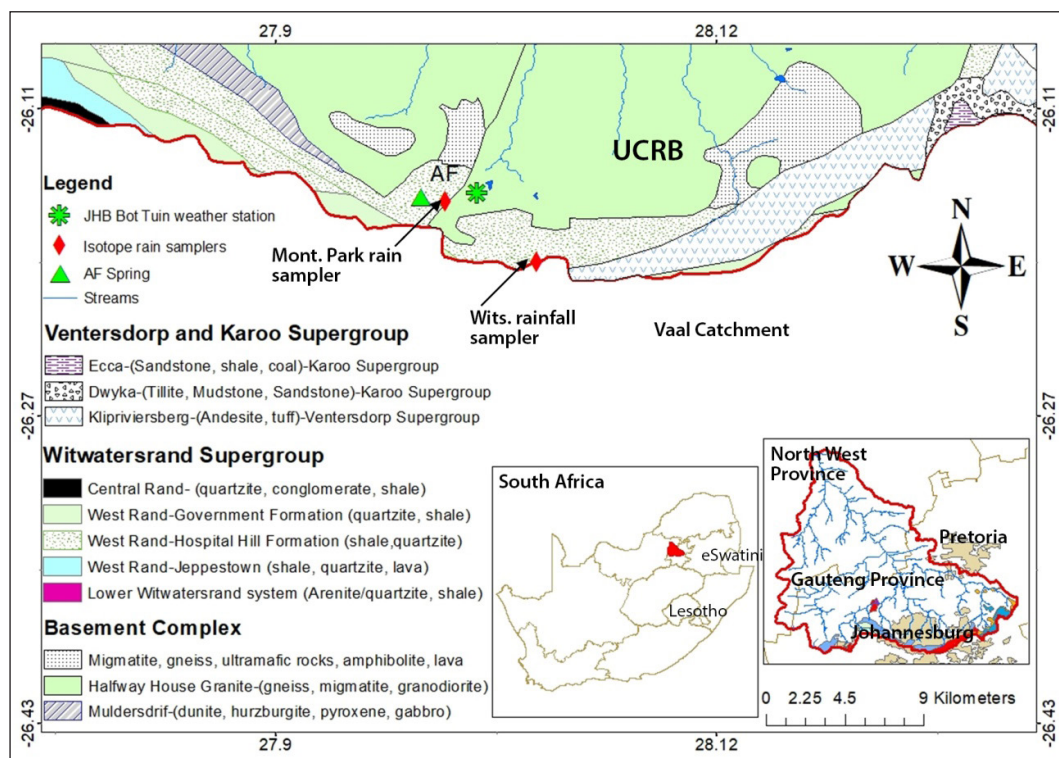 27.9
28.12
-26.11
-26.11
UCRB
AF
Legend
JHB Bot Tuin weather station
Isotope rain samplers
AF Spring
Streams
Mont. Park rain
sampler
Wits. rainfall
sampler
Vaal Catchment
N
W
E
S
Ventersdorp and Karoo Supergroup
Ecca-(Sandstone, shale, coal)-Karoo Supergroup
Dwyka-(Tillite, Mudstone, Sandstone)-Karoo Supergroup
Klipriviersberg-(Andesite, tuff)-Ventersdorp Supergroup
-26.27
-26.27
Witwatersrand Supergroup
Central Rand- (quartzite, conglomerate, shale)
West Rand-Government Formation (quartzite, shale)
West Rand-Hospital Hill Formation (shale,quartzite)
West Rand-Jeppestown (shale, quartzite, lava)
Lower Witwatersrand system (Arenite/quartzite, shale)
Basement Complex
Migmatite, gneiss, ultramafic rocks, amphibolite, lava
Halfway House Granite-(gneiss, migmatite, granodiorite)
Muldersdrif-(dunite, hurzburgite, pyroxene, gabbro)
South Africa
eSwatini
Lesotho
North West
Province
Pretoria
Gauteng Province
Johannesburg
0 2.25 4.5 9 Kilometers
-26.43
-26.43
27.9
28.12